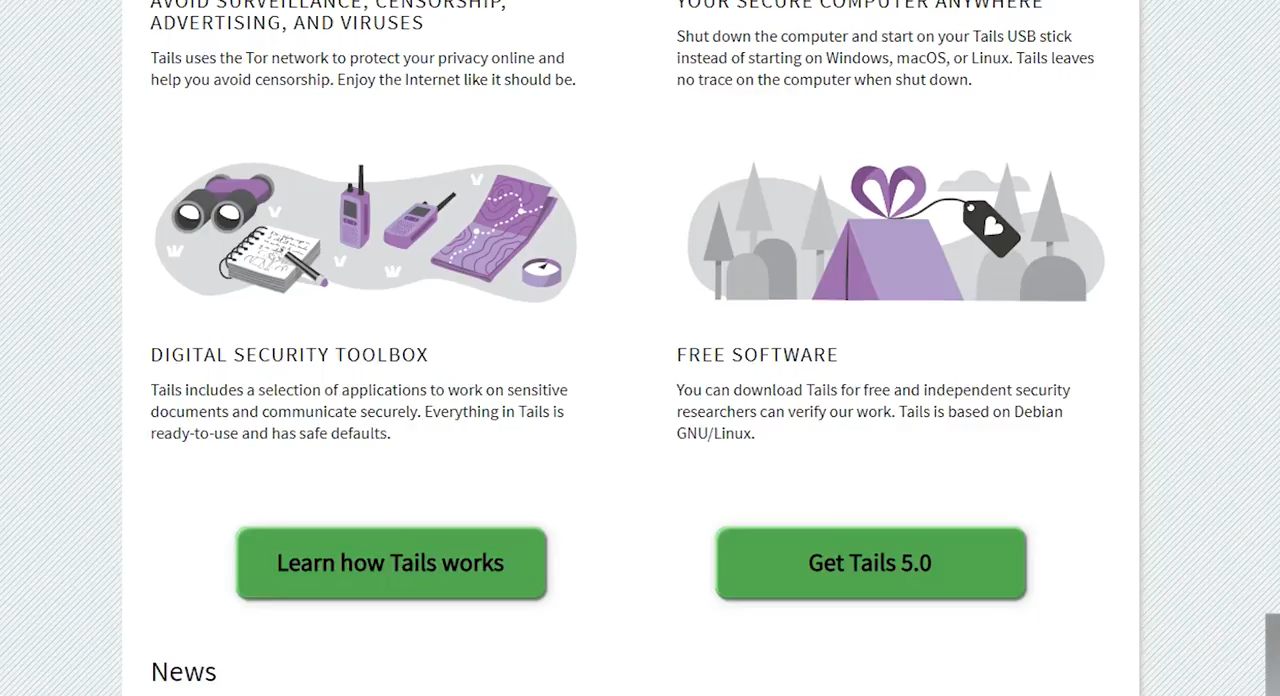 AVOID SURVEILLANCE, CENSORSHIP,
ADVERTISING, AND VIRUSES
Tails uses the Tor network to protect your privacy online and
help you avoid censorship. Enjoy the Internet like it should be.
YOUR SECURE COMPUTER ANYWHERE
Shut down the computer and start on your Tails USB stick
instead of starting on Windows, macOS, or Linux. Tails leaves
no trace on the computer when shut down.
DIGITAL SECURITY TOOLBOX
Tails includes a selection of applications to work on sensitive
documents and communicate securely. Everything in Tails is
ready-to-use and has safe defaults.
FREE SOFTWARE
You can download Tails for free and independent security
researchers can verify our work. Tails is based on Debian
GNU/Linux.
Learn how Tails works
Get Tails 5.0
News